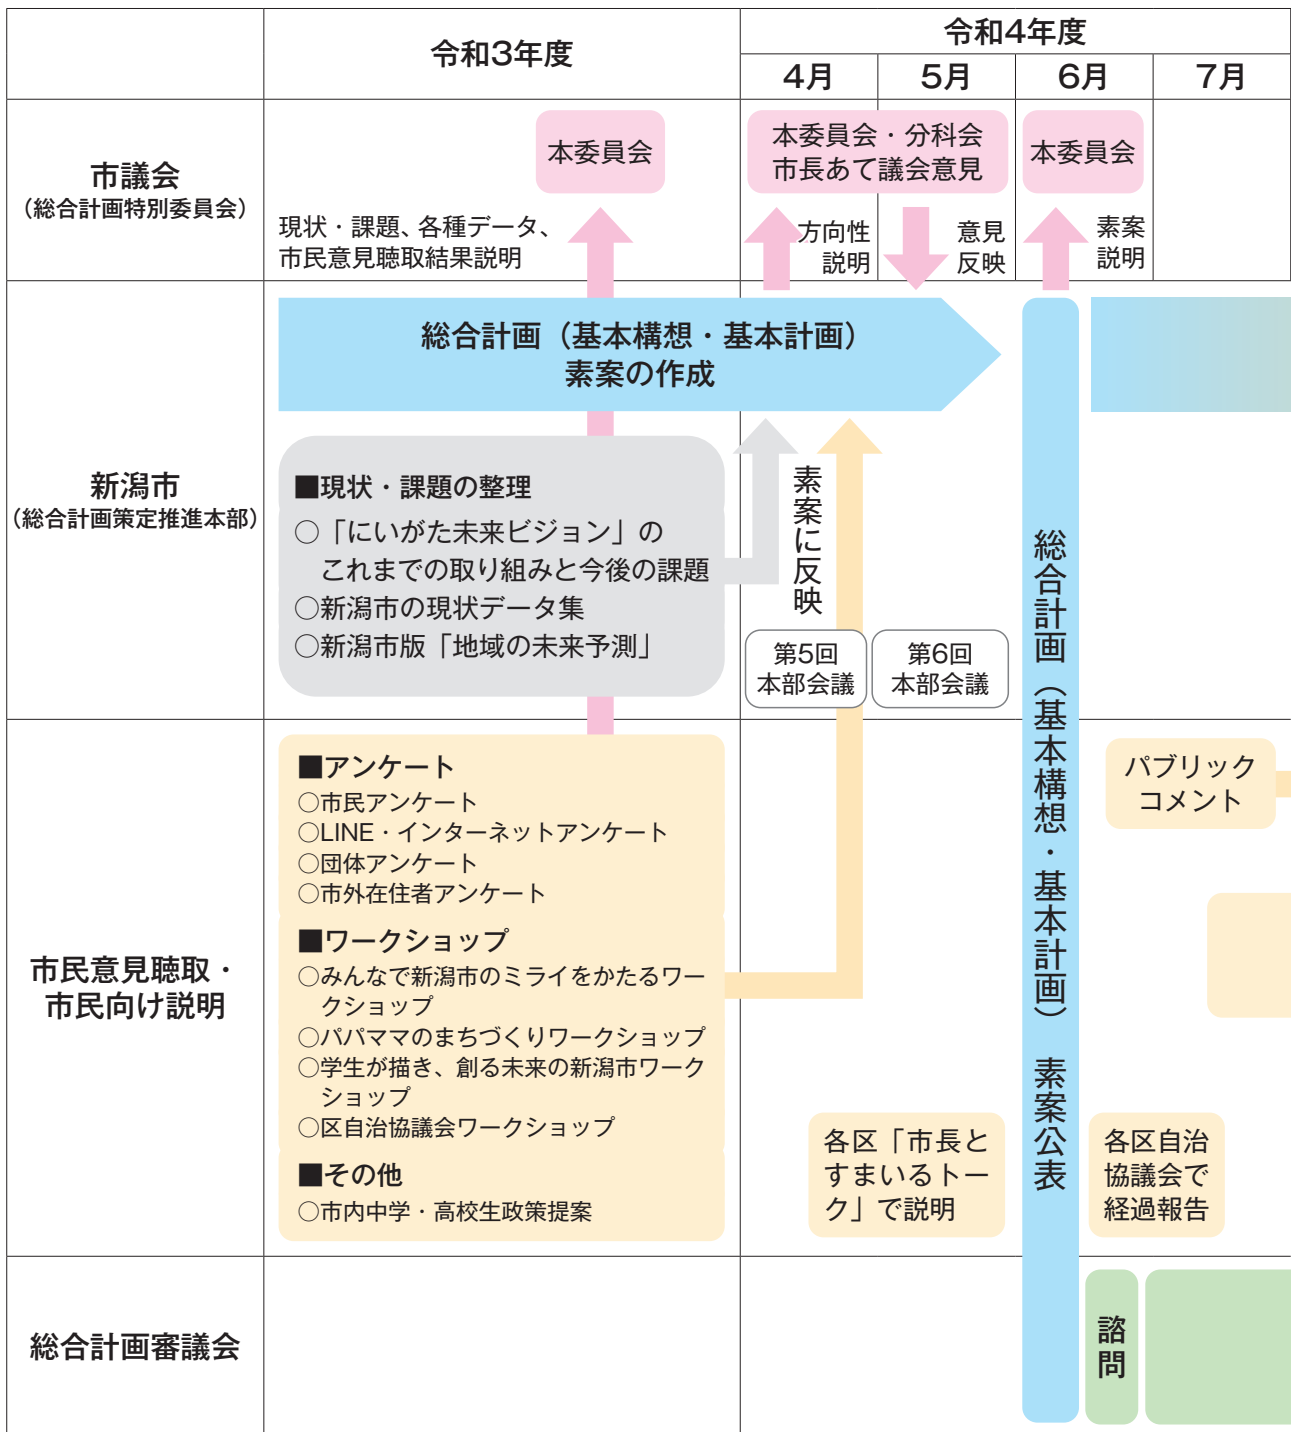 令和3年度
令和4年度
4月
5月
6月
7月
市議会
（総合計画特別委員会）
本委員会
現状・課題、各種データ、
市民意見聴取結果説明
本委員会・分科会
市長あて議会意見
方向性
説明
意見
反映
本委員会
素案
説明
新潟市
（総合計画策定推進本部）
総合計画（基本構想・基本計画）
素案の作成
■現状・課題の整理
○「にいがた未来ビジョン」の
これまでの取り組みと今後の課題
○新潟市の現状データ集
○新潟市版「地域の未来予測」
素案に反映
第5回
本部会議
第6回
本部会議
総合計画（基本構想・基本計画）　素案公表
市民意見聴取・
市民向け説明
■アンケート
○市民アンケート
○LINE・インターネットアンケート
○団体アンケート
○市外在住者アンケート
■ワークショップ
○みんなで新潟市のミライをかたるワー
クショップ
○パパママのまちづくりワークショップ
○学生が描き、創る未来の新潟市ワーク
ショップ
○区自治協議会ワークショップ
■その他
○市内中学・高校生政策提案
各区「市長と
すまいるトー
ク」で説明
パブリック
コメント
各区自治
協議会で
経過報告
総合計画審議会
諮問